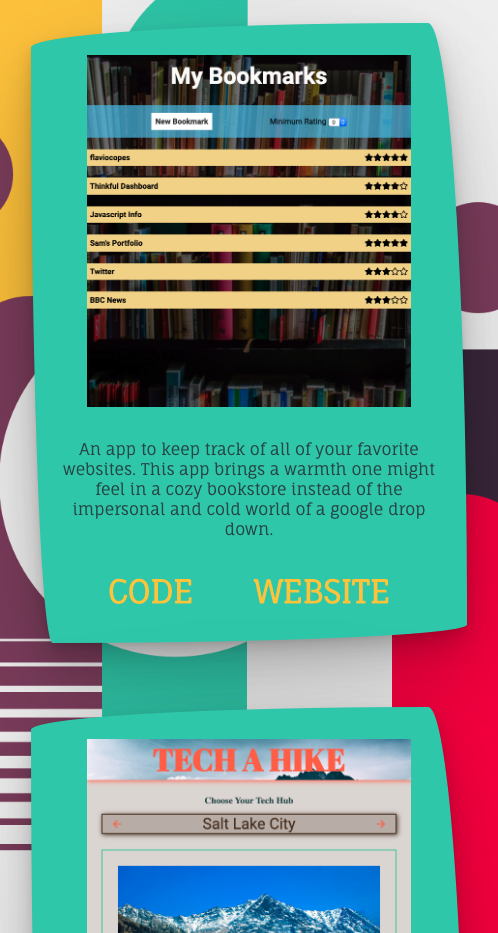 My Bookmarks
New Bookmark Minimum Rating 0
flaviocopes
Thinkful Dashboard
Javascript Info
Sam's Portfolio
Twitter
BBC News
An app to keep track of all of your favorite
websites. This app brings a warmth one might
feel in a cozy bookstore instead of the
impersonal and cold world of a google drop
down.
CODE WEBSITE
TECH A HIKE
Choose Your Tech Hub
Salt Lake City